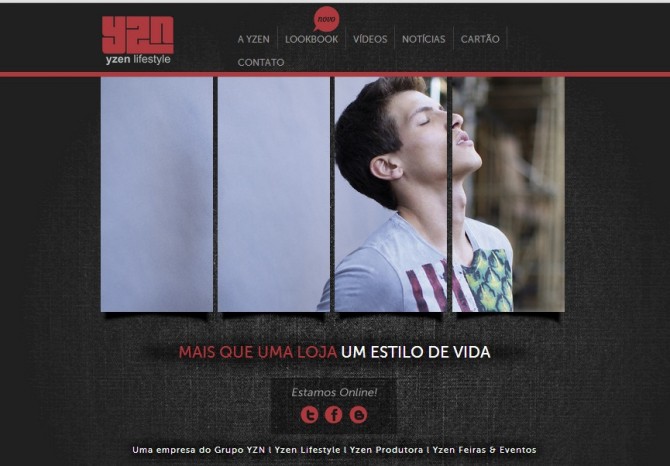 yzn
yzen lifestyle
novo
A YZEN
LOOKBOOK
VÍDEOS
NOTÍCIAS
CARTÃO
CONTATO
MAIS QUE UMA LOJA UM ESTILO DE VIDA
Estamos Online!
Uma empresa do Grupo YZN l Yzen Lifestyle l Yzen Produtora l Yzen Feiras & Eventos